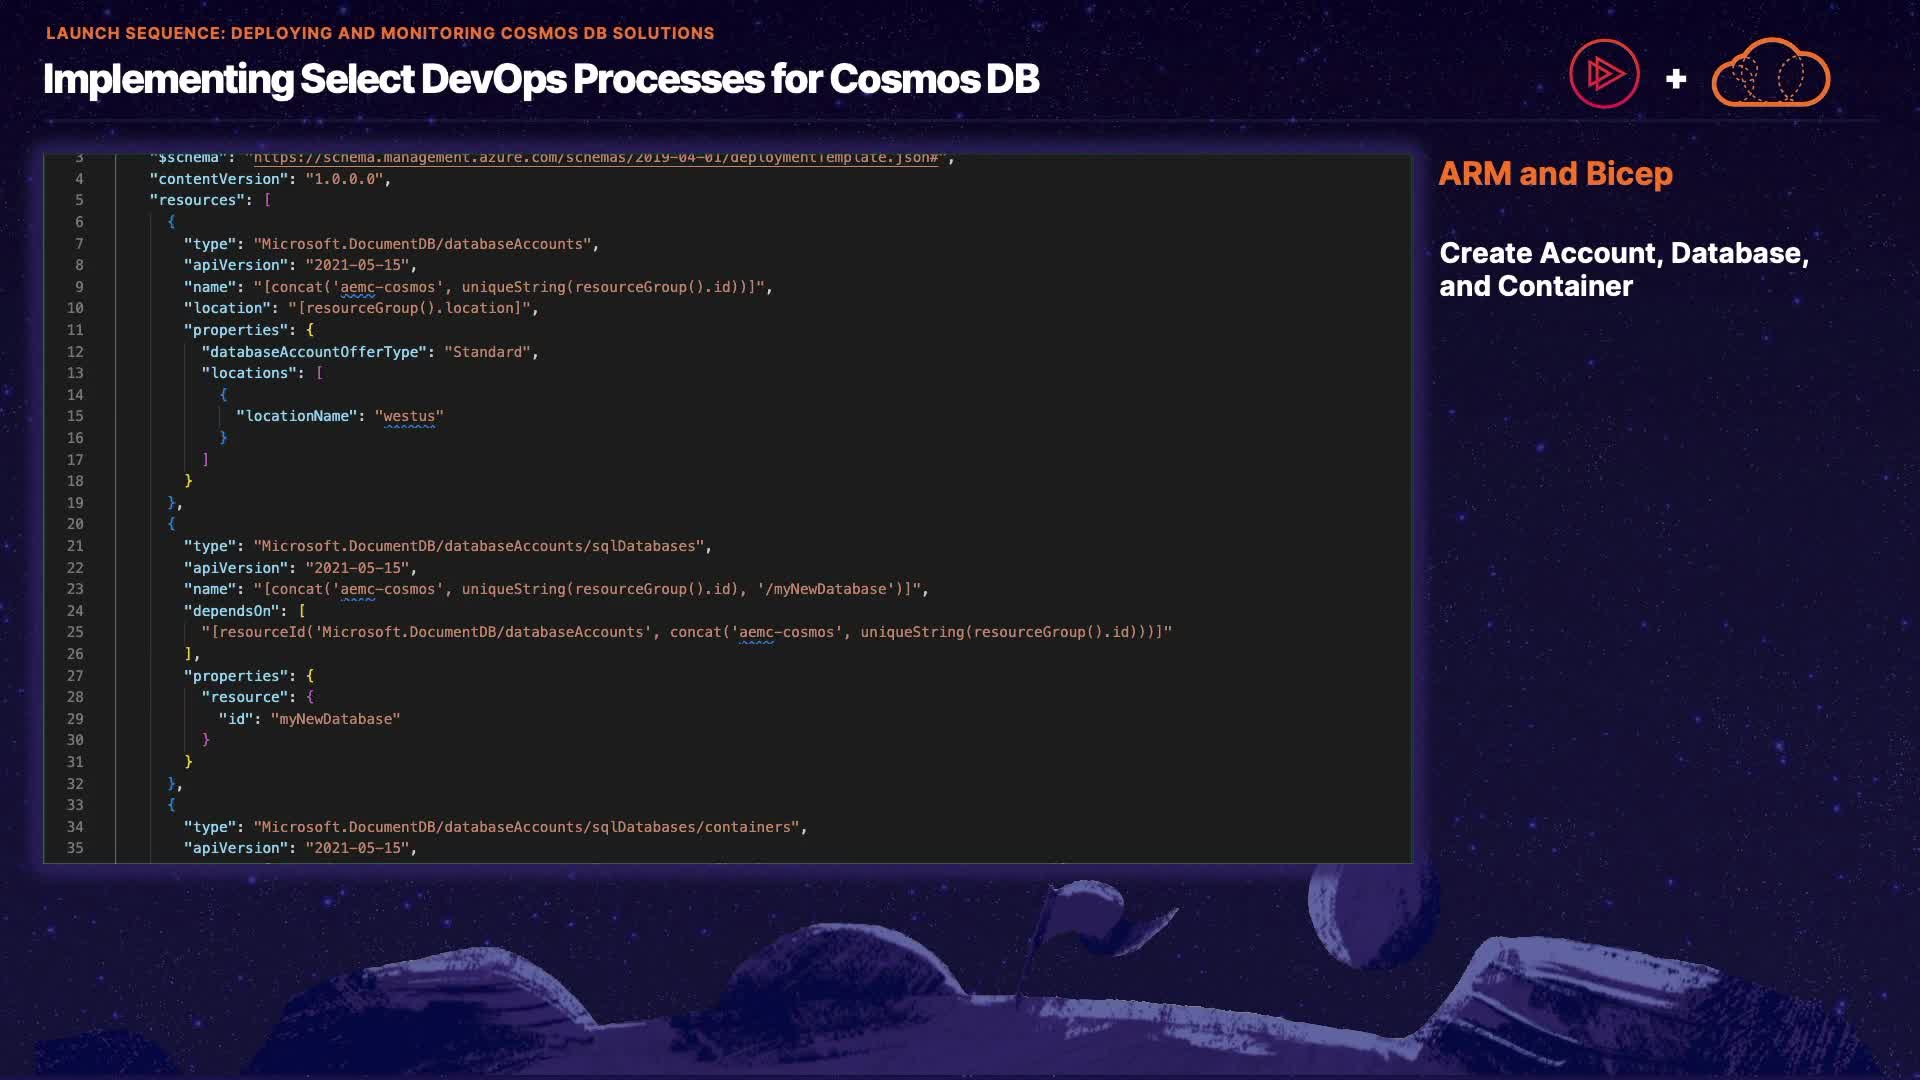 LAUNCH SEQUENCE: DEPLOYING AND MONITORING COSMOS DB SOLUTIONS
Implementing Select DevOps Processes for Cosmos DB
+
3 "$schema": "https://schema.management.azure.com/schemas/2019-04-01/deploymentTemplate.json#",
4 "contentVersion": "1.0.0.0",
5 "resources": [
6 {
7 "type": "Microsoft.DocumentDB/databaseAccounts",
8 "apiVersion": "2021-05-15",
9 "name": "[concat('aemc-cosmos', uniqueString(resourceGroup().id))]",
10 "location": "[resourceGroup().location]",
11 "properties": {
12 "databaseAccountOfferType": "Standard",
13 "locations": [
14 {
15 "locationName": "westus"
16 }
17 ]
18 }
19 },
20 {
21 "type": "Microsoft.DocumentDB/databaseAccounts/sqlDatabases",
22 "apiVersion": "2021-05-15",
23 "name": "[concat('aemc-cosmos', uniqueString(resourceGroup().id), '/myNewDatabase')]",
24 "dependsOn": [
25 "[resourceId('Microsoft.DocumentDB/databaseAccounts', concat('aemc-cosmos', uniqueString(resourceGroup().id)))]"
26 ],
27 "properties": {
28 "resource": {
29 "id": "myNewDatabase"
30 }
31 }
32 },
33 {
34 "type": "Microsoft.DocumentDB/databaseAccounts/sqlDatabases/containers",
35 "apiVersion": "2021-05-15",
ARM and Bicep
Create Account, Database,
and Container